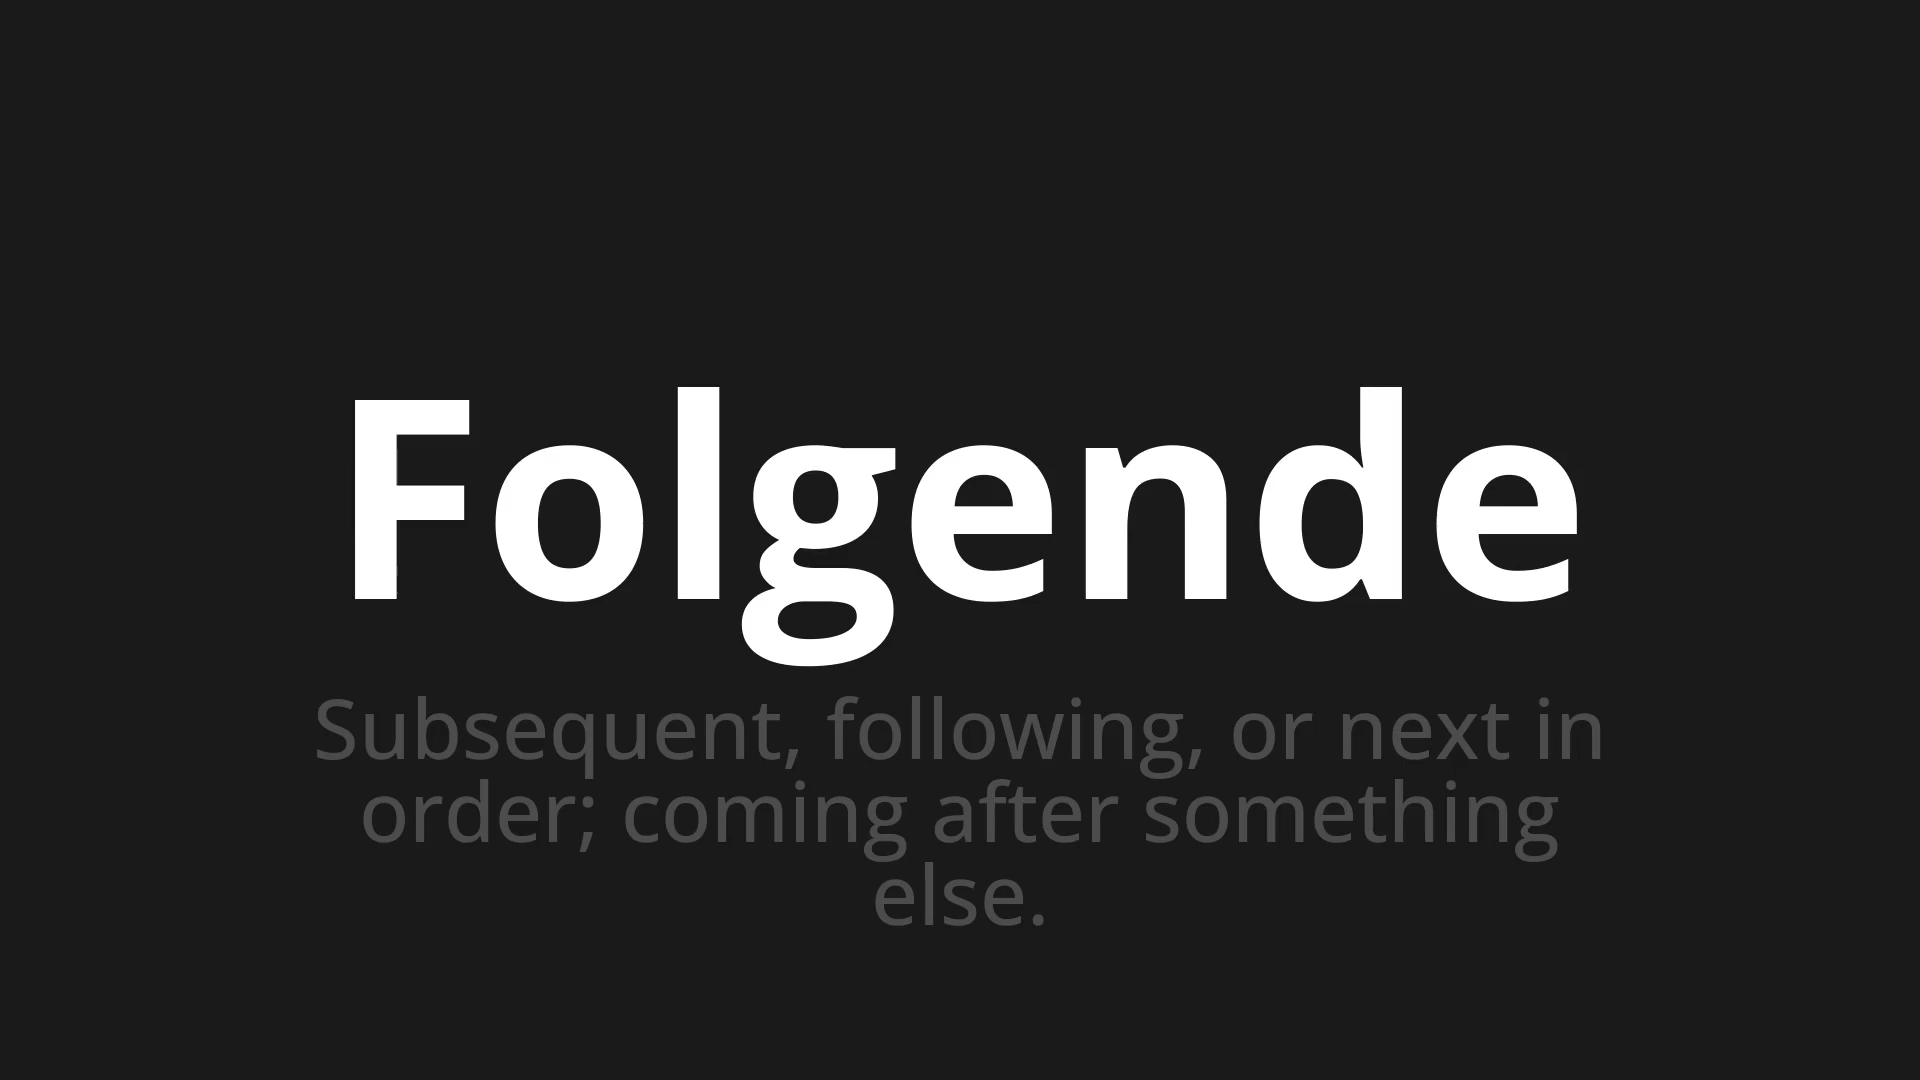 Folgende
Subsequent, following, or next in
order; coming after something
else.